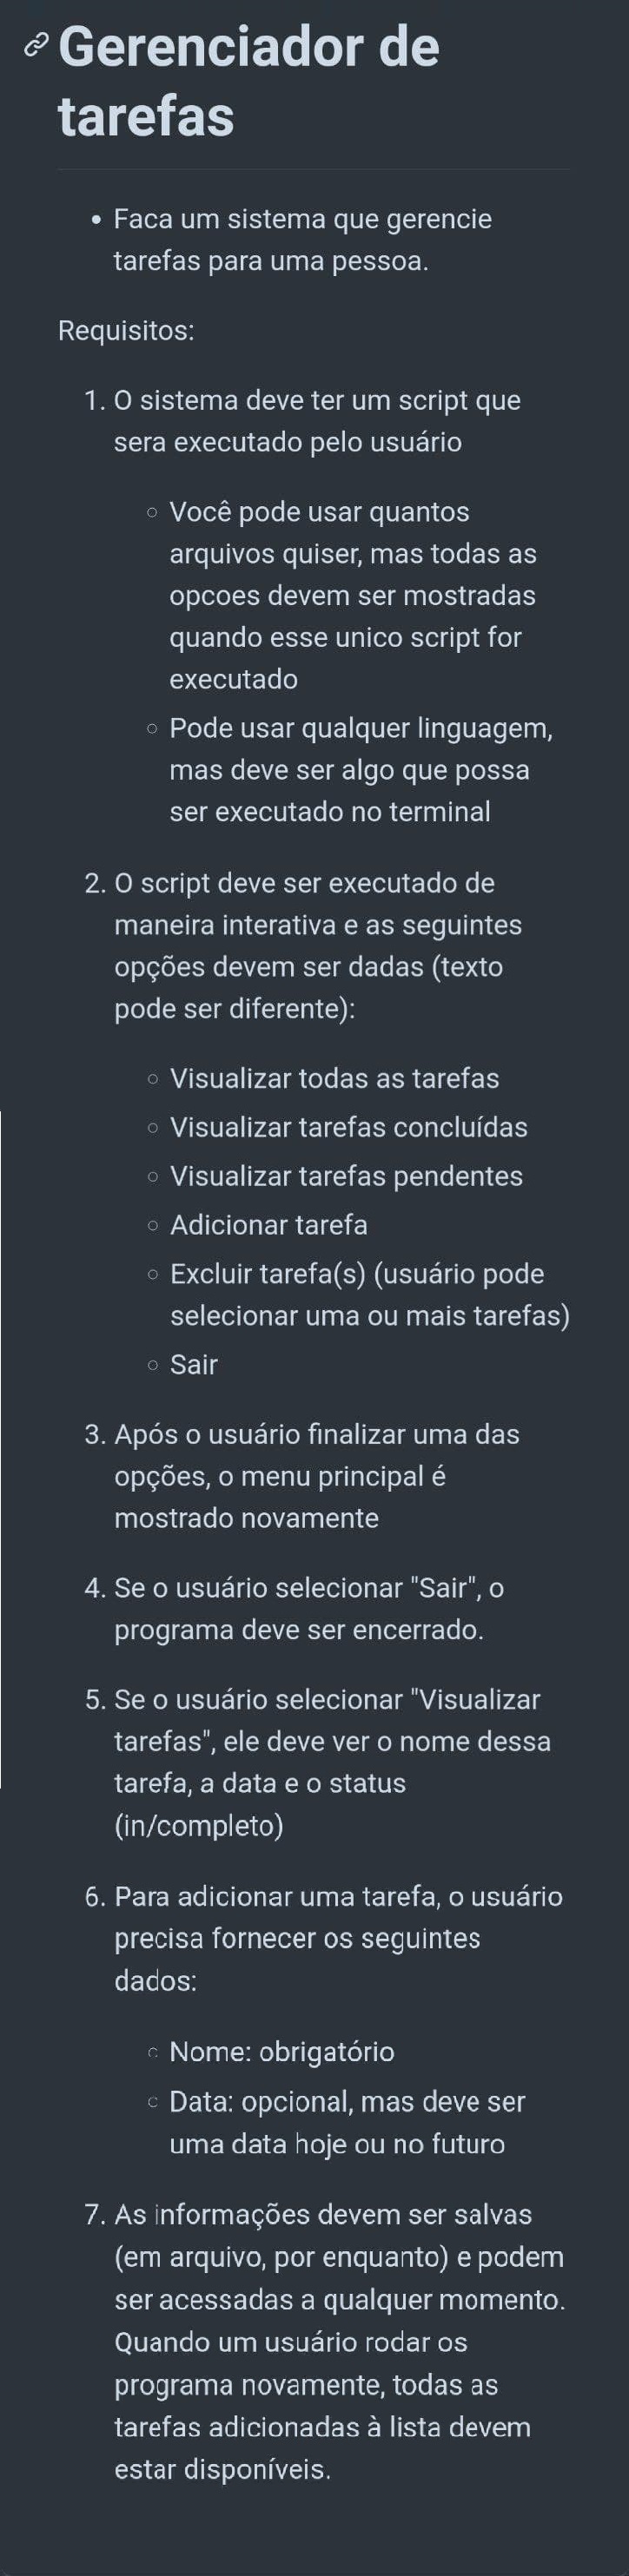 Gerenciador de
tarefas
• Faca um sistema que gerencie
tarefas para uma pessoa.
Requisitos:
1. O sistema deve ter um script que
sera executado pelo usuário
○ Você pode usar quantos
arquivos quiser, mas todas as
opcoes devem ser mostradas
quando esse unico script for
executado
○ Pode usar qualquer linguagem,
mas deve ser algo que possa
ser executado no terminal
2. O script deve ser executado de
maneira interativa e as seguintes
opções devem ser dadas (texto
pode ser diferente):
○ Visualizar todas as tarefas
○ Visualizar tarefas concluídas
○ Visualizar tarefas pendentes
○ Adicionar tarefa
○ Excluir tarefa(s) (usuário pode
selecionar uma ou mais tarefas)
○ Sair
3. Após o usuário finalizar uma das
opções, o menu principal é
mostrado novamente
4. Se o usuário selecionar "Sair", o
programa deve ser encerrado.
5. Se o usuário selecionar "Visualizar
tarefas", ele deve ver o nome dessa
tarefa, a data e o status
(in/completo)
6. Para adicionar uma tarefa, o usuário
precisa fornecer os seguintes
dados:
○ Nome: obrigatório
○ Data: opcional, mas deve ser
uma data hoje ou no futuro
7. As informações devem ser salvas
(em arquivo, por enquanto) e podem
ser acessadas a qualquer momento.
Quando um usuário rodar os
programa novamente, todas as
tarefas adicionadas à lista devem
estar disponíveis.